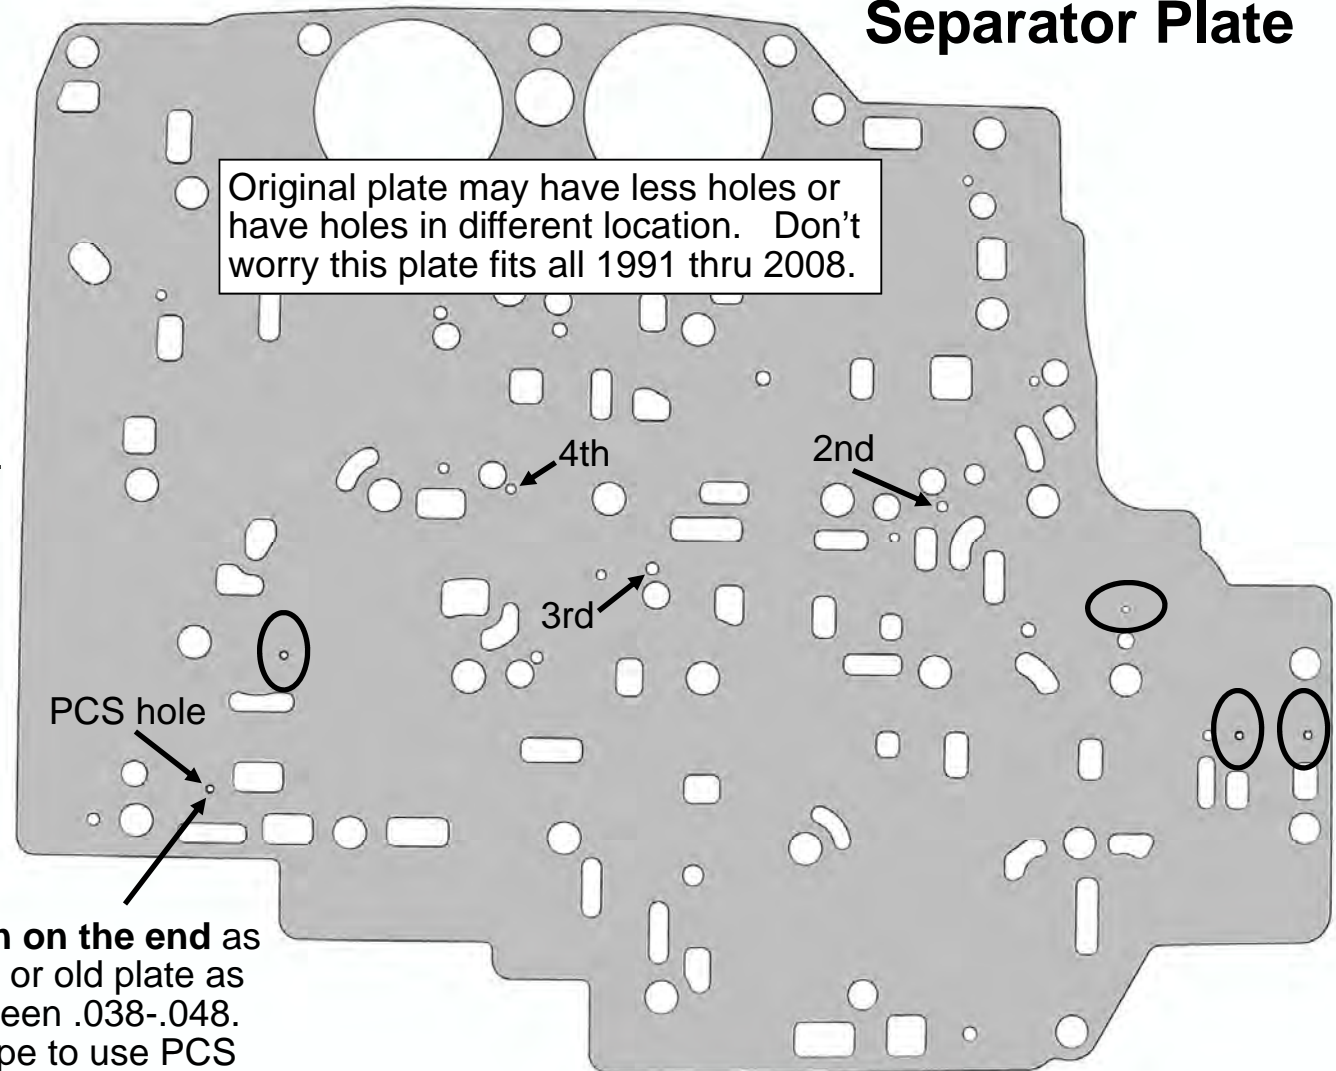 Separator Plate
Original plate may have less holes or
have holes in different location. Don't
worry this plate fits all 1991 thru 2008.
4th
2nd
3rd
PCS hole
on the end as
or old plate as
.038-.048.
to use PCS